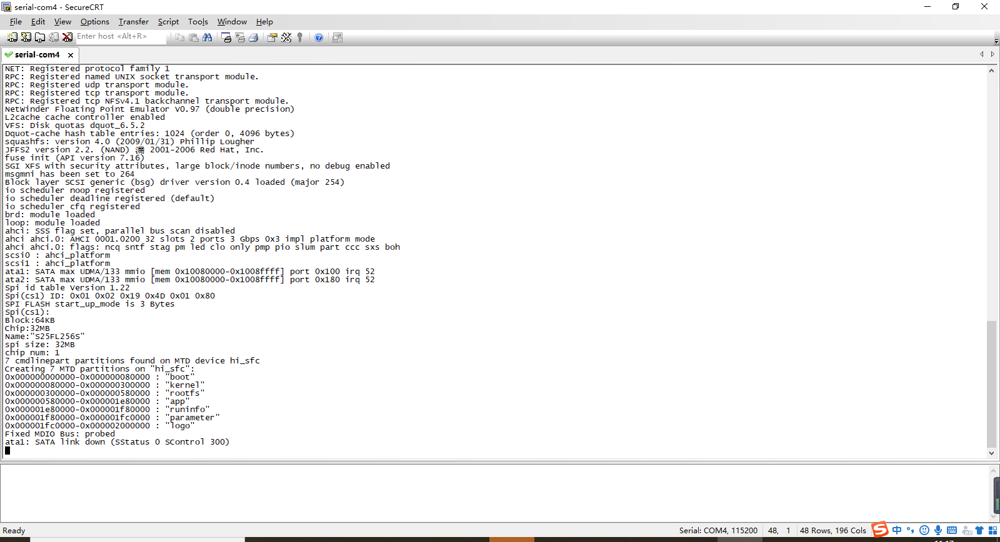 serial-com4 - SecureCRT
File Edit View Options Transfer Script Tools Window Help
Enter host <Alt+R>
serial-com4
NET: Registered protocol family 1
RPC: Registered named UNIX socket transport module.
RPC: Registered udp transport module.
RPC: Registered tcp transport module.
RPC: Registered tcp NFSv4.1 backchannel transport module.
NetWinder Floating Point Emulator V0.97 (double precision)
L2cache cache controller enabled
VFS: Disk quotas dquot_6.5.2
Dquot-cache hash table entries: 1024 (order 0, 4096 bytes)
squashfs: version 4.0 (2009/01/31) Phillip Lougher
JFFS2 version 2.2. (NAND) 漏 2001-2006 Red Hat, Inc.
fuse init (API version 7.16)
SGI XFS with security attributes, large block/inode numbers, no debug enabled
msgmni has been set to 264
Block layer SCSI generic (bsg) driver version 0.4 loaded (major 254)
io scheduler noop registered
io scheduler deadline registered (default)
io scheduler cfq registered
brd: module loaded
loop: module loaded
ahci: SSS flag set, parallel bus scan disabled
ahci ahci.0: AHCI 0001.0200 32 slots 2 ports 3 Gbps 0x3 impl platform mode
ahci ahci.0: flags: ncq sntf stag pm led clo only pmp pio slum part ccc sxs boh
scsi0 : ahci_platform
scsi1 : ahci_platform
ata1: SATA max UDMA/133 mmio [mem 0x10080000-0x1008ffff] port 0x100 irq 52
ata2: SATA max UDMA/133 mmio [mem 0x10080000-0x1008ffff] port 0x180 irq 52
Spi id table Version 1.22
Spi(cs1) ID: 0x01 0x02 0x19 0x4D 0x01 0x80
SPI FLASH start_up_mode is 3 Bytes
Spi(cs1):
Block:64KB
Chip:32MB
Name:"S25FL256S"
spi size: 32MB
chip num: 1
7 cmdlinepart partitions found on MTD device hi_sfc
Creating 7 MTD partitions on "hi_sfc":
0x000000000000-0x000000080000 : "boot"
0x000000080000-0x000000300000 : "kernel"
0x000000300000-0x000000580000 : "rootfs"
0x000000580000-0x000001e80000 : "app"
0x000001e80000-0x000001f80000 : "runinfo"
0x000001f80000-0x000001fc0000 : "parameter"
0x000001fc0000-0x000002000000 : "logo"
Fixed MDIO Bus: probed
ata1: SATA link down (SStatus 0 SControl 300)
Ready Serial: COM4, 115200 48, 1 48 Rows, 196 Cols S 中